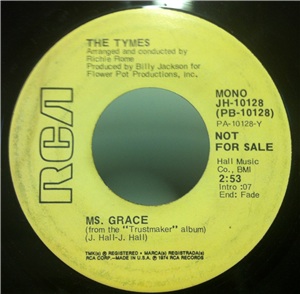 THE TYMES
Arranged and conducted by
Richie Rome
Produced by Billy Jackson for
Flower Pot Productions, Inc.
RCA
MONO
JH-10128
(PB-10128)
PA-10128-Y
NOT
FOR SALE
Hall Music
Co., BMI
2:53
Intro :07
End: Fade
MS. GRACE
(from the "Trustmaker" album)
(J. Hall-J. Hall)
TMK(s) ® REGISTERED • MARCA(s) REGISTRADA(s)
RCA CORP.-MADE IN U.S.A. ℗ 1974 RCA RECORDS